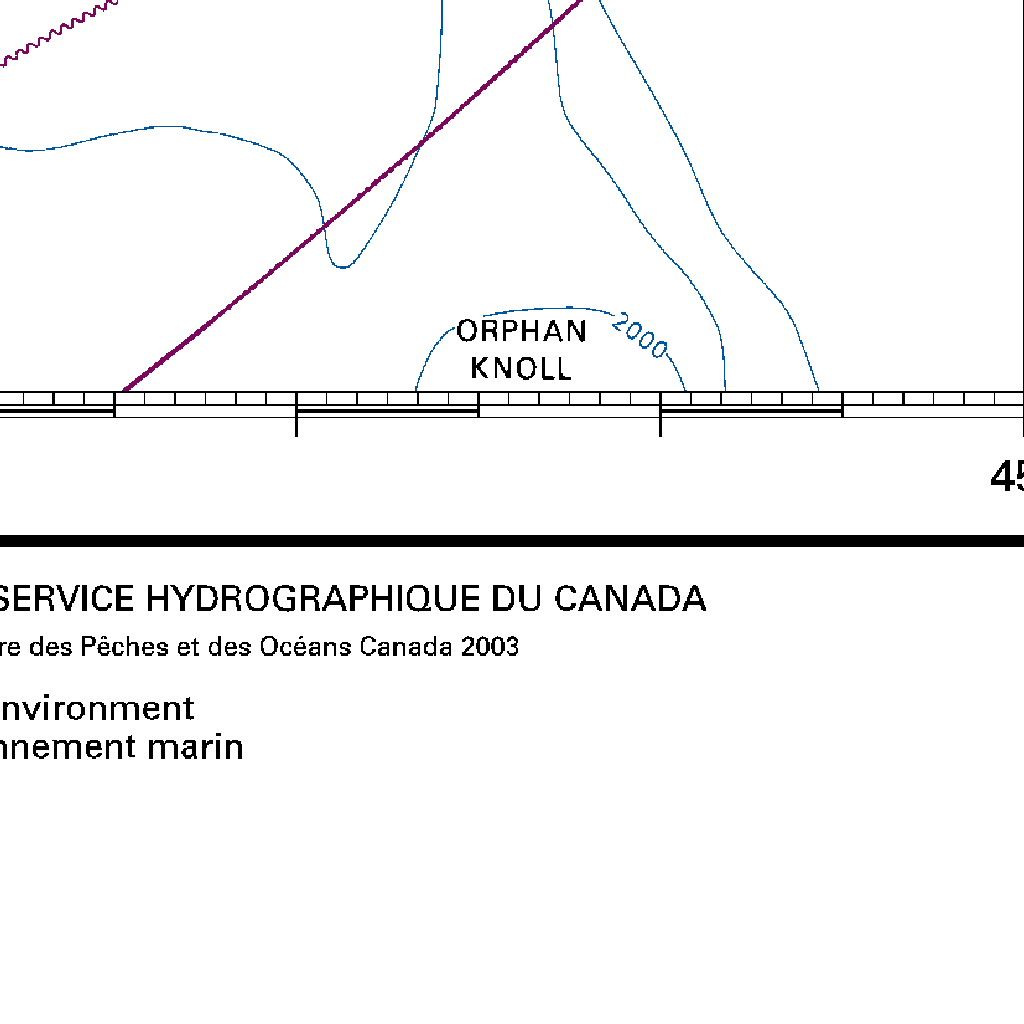 ORPHAN
KNOLL
2000
45
SERVICE HYDROGRAPHIQUE DU CANADA
re des Pêches et des Océans Canada 2003
nvironment
nnement marin